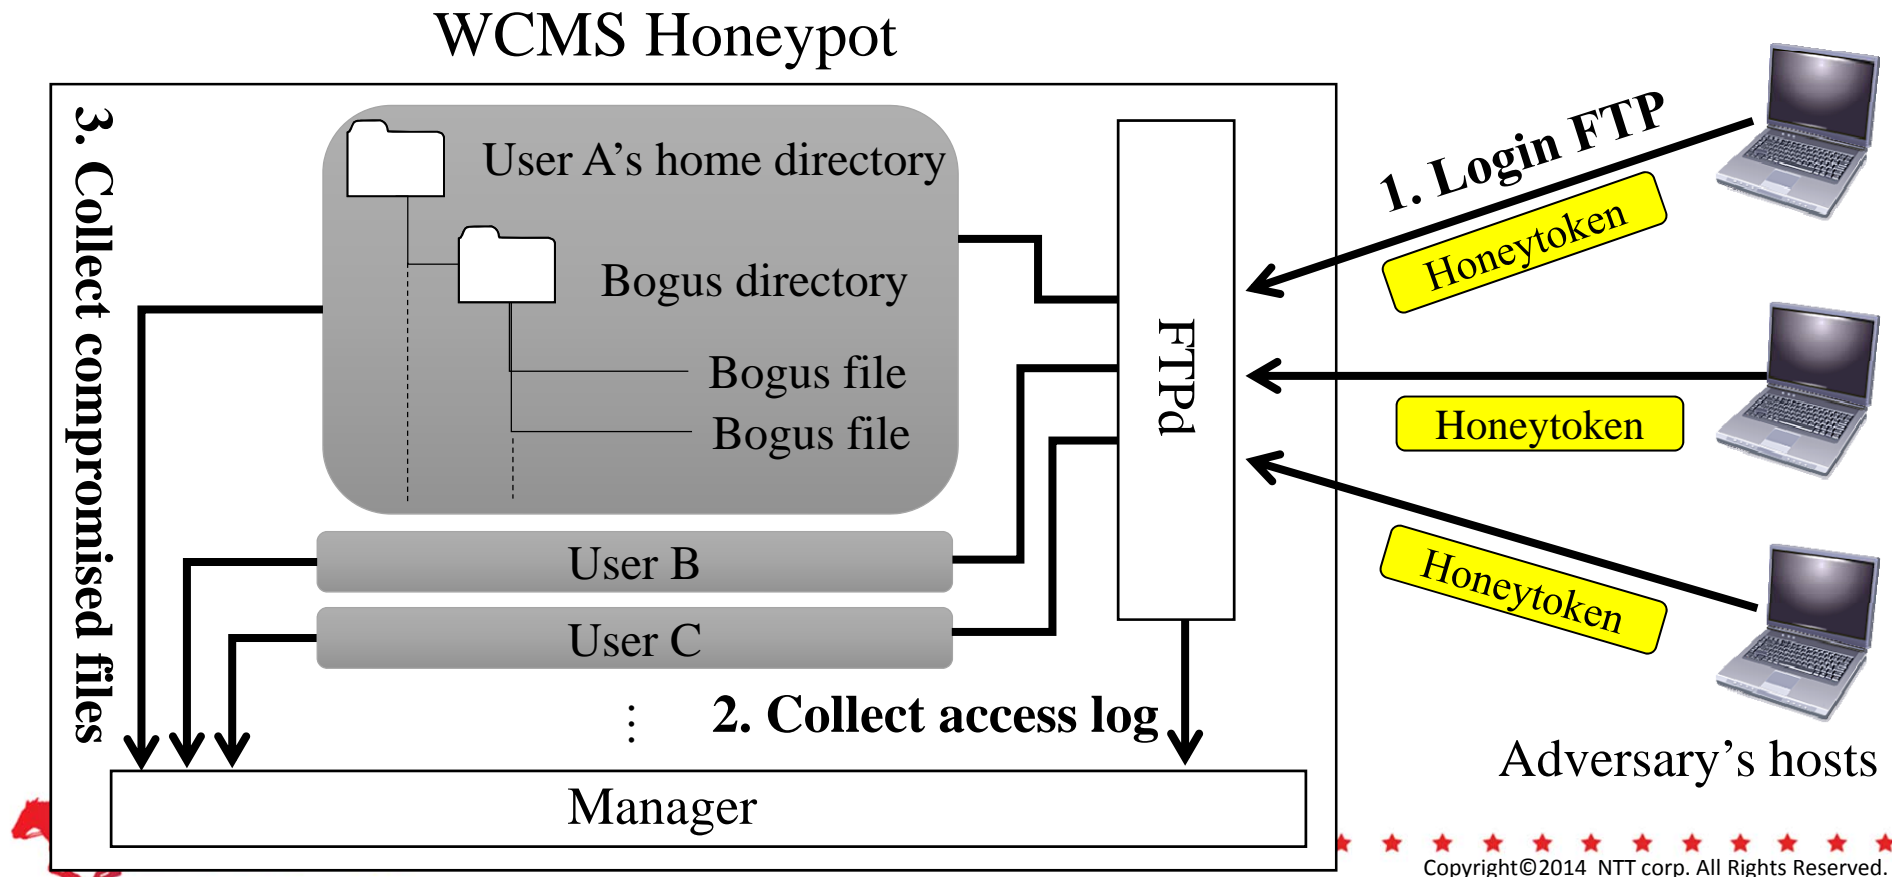 WCMS Honeypot
3. Collect compromised files
User A's home directory
Bogus directory
Bogus file
Bogus file
User B
User C
⋮
FTPd
1. Login FTP
Honeytoken
Honeytoken
Honeytoken
2. Collect access log
Adversary's hosts
Manager
Copyright©2014 NTT corp. All Rights Reserved.